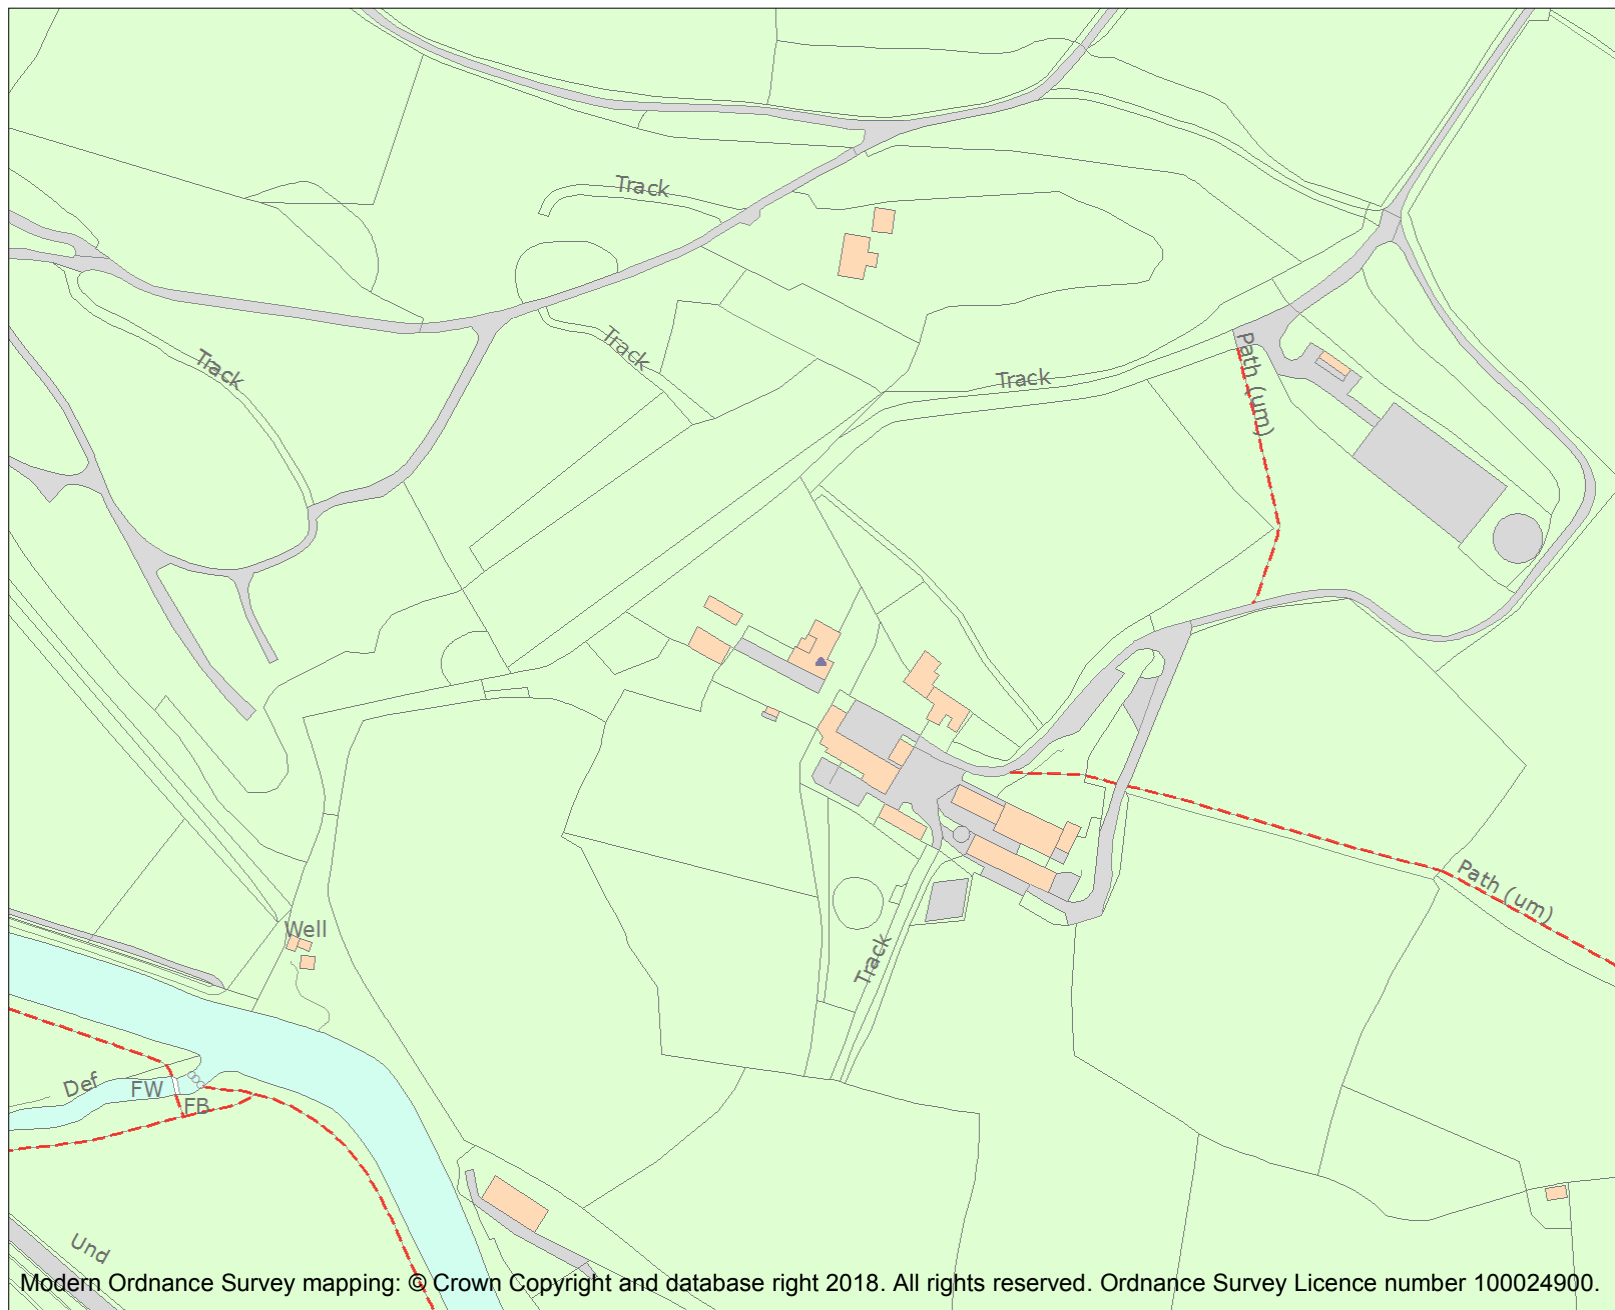 Track
Track
Track
Track
Path (um)
Path (um)
Well
Track
Def
FW
FB
Und
Modern Ordnance Survey mapping: © Crown Copyright and database right 2018. All rights reserved. Ordnance Survey Licence number 100024900.